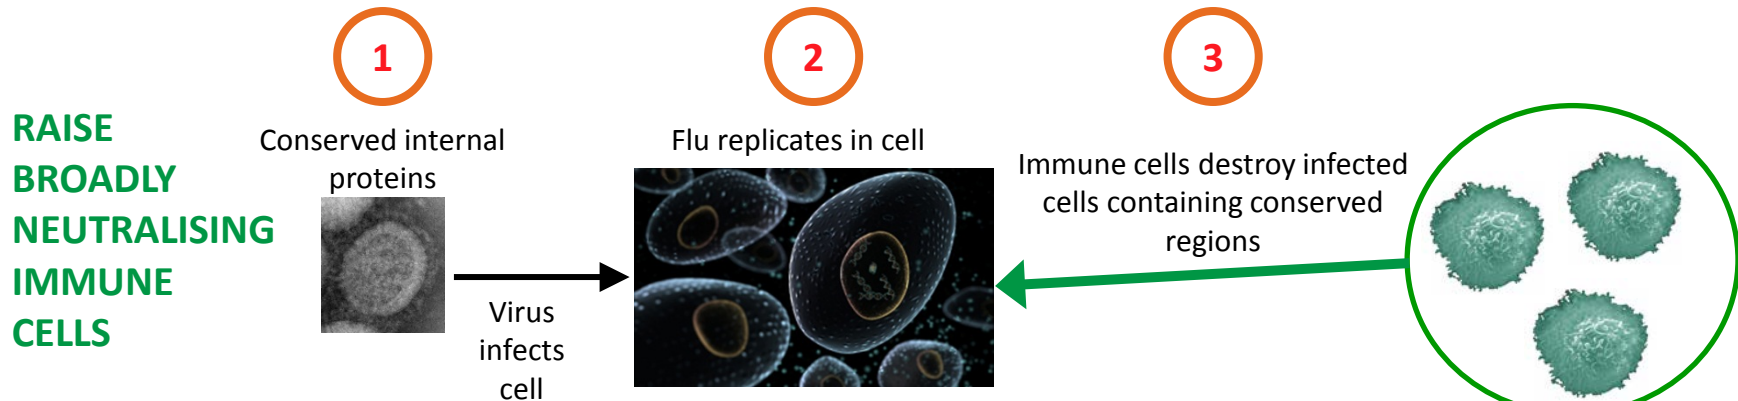 1
2
3
RAISE
BROADLY
NEUTRALISING
IMMUNE
CELLS
Conserved internal
proteins
Virus
infects
cell
Flu replicates in cell
Immune cells destroy infected
cells containing conserved
regions